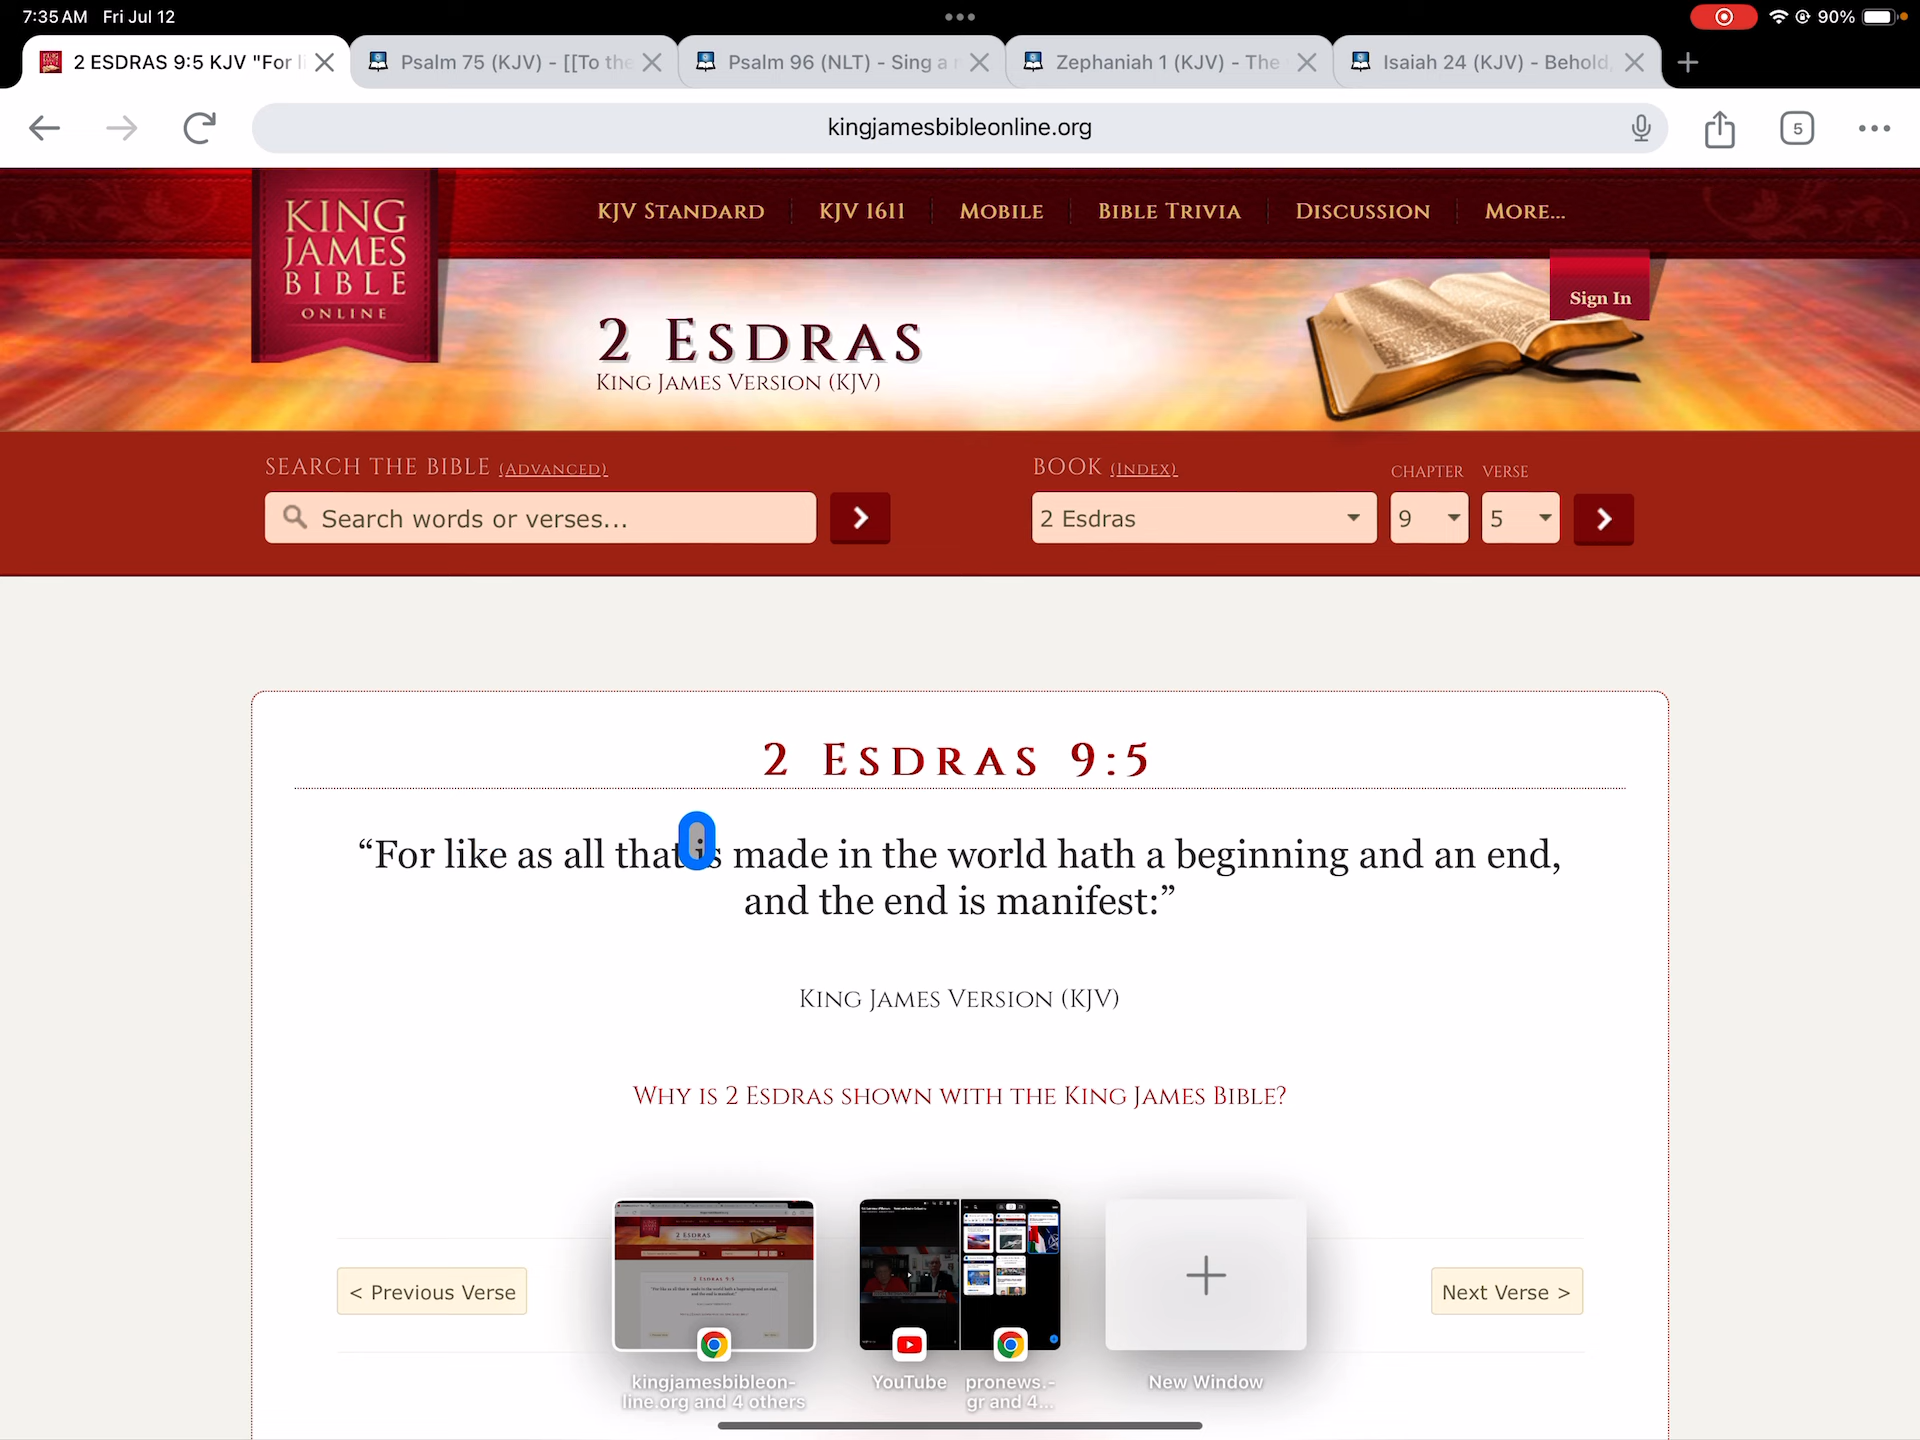 7:35 AM Fri Jul 12
90%
2 ESDRAS 9:5 KJV "For l
Psalm 75 (KJV) - [[To the
Psalm 96 (NLT) - Sing a
Zephaniah 1 (KJV) - The
Isaiah 24 (KJV) - Behold,
kingjamesbibleonline.org
5
KING
JAMES
BIBLE
ONLINE
KJV STANDARD
KJV 1611
MOBILE
BIBLE TRIVIA
DISCUSSION
MORE...
Sign In
2 ESDRAS
KING JAMES VERSION (KJV)
SEARCH THE BIBLE (ADVANCED)
BOOK (INDEX)
CHAPTER
VERSE
Search words or verses...
2 Esdras
9
5
2 ESDRAS 9:5
“For like as all that is made in the world hath a beginning and an end,
and the end is manifest:”
KING JAMES VERSION (KJV)
WHY IS 2 ESDRAS SHOWN WITH THE KING JAMES BIBLE?
< Previous Verse
Next Verse >
kingjamesbibleon-
line.org and 4 others
YouTube
pronews.-
gr and 4...
New Window